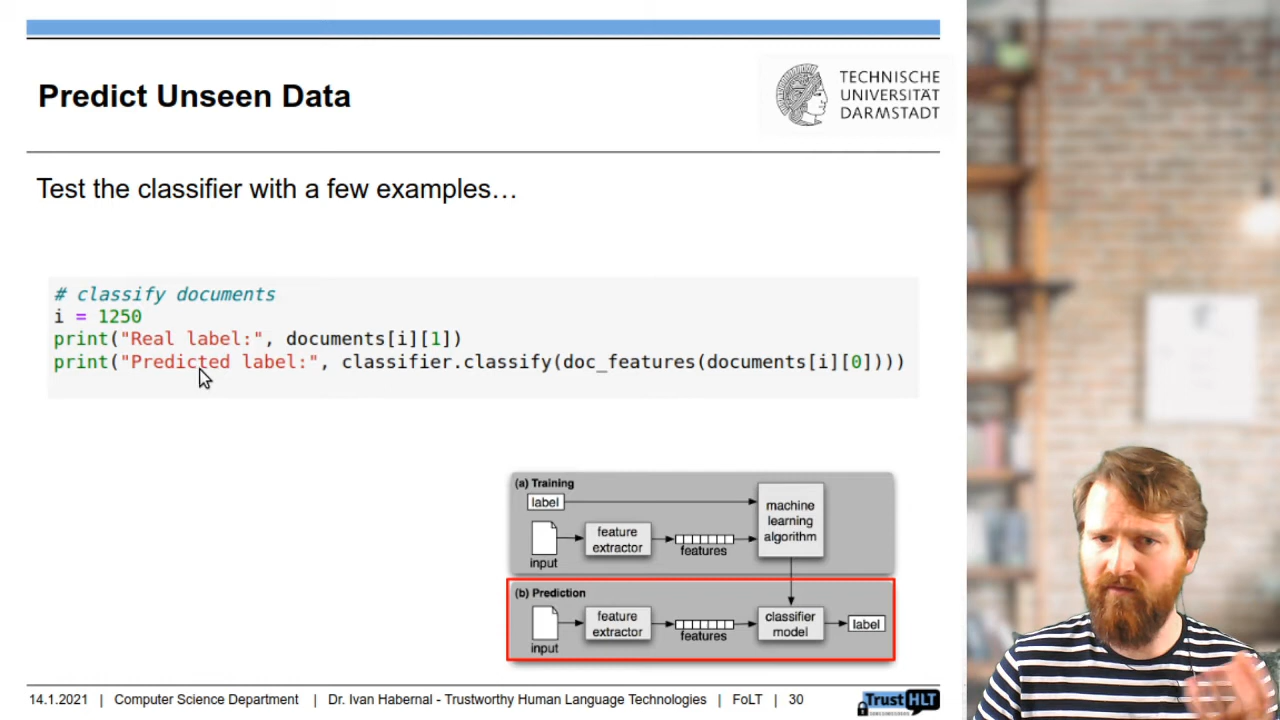 Predict Unseen Data
TECHNISCHE
UNIVERSITÄT
DARMSTADT
Test the classifier with a few examples…
# classify documents
i = 1250
print("Real label:", documents[i][1])
print("Predicted label:", classifier.classify(doc_features(documents[i][0])))
(a) Training
label
input
feature
extractor
features
machine
learning
algorithm
(b) Prediction
input
feature
extractor
features
classifier
model
label
14.1.2021 | Computer Science Department | Dr. Ivan Habernal - Trustworthy Human Language Technologies | FoLT | 30
TrustHLT